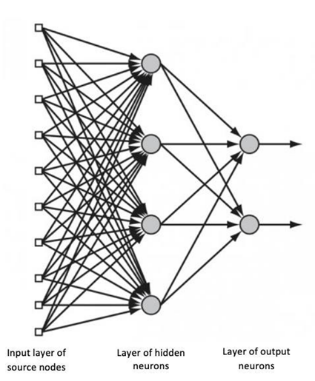 Input layer of
source nodes
Layer of hidden
neurons
Layer of output
neurons